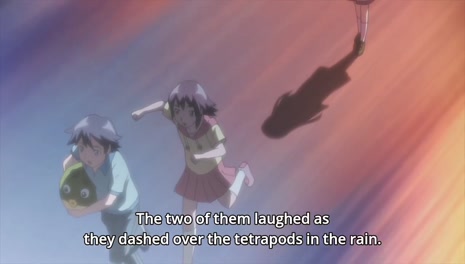 The two of them laughed as
they dashed over the tetrapods in the rain.